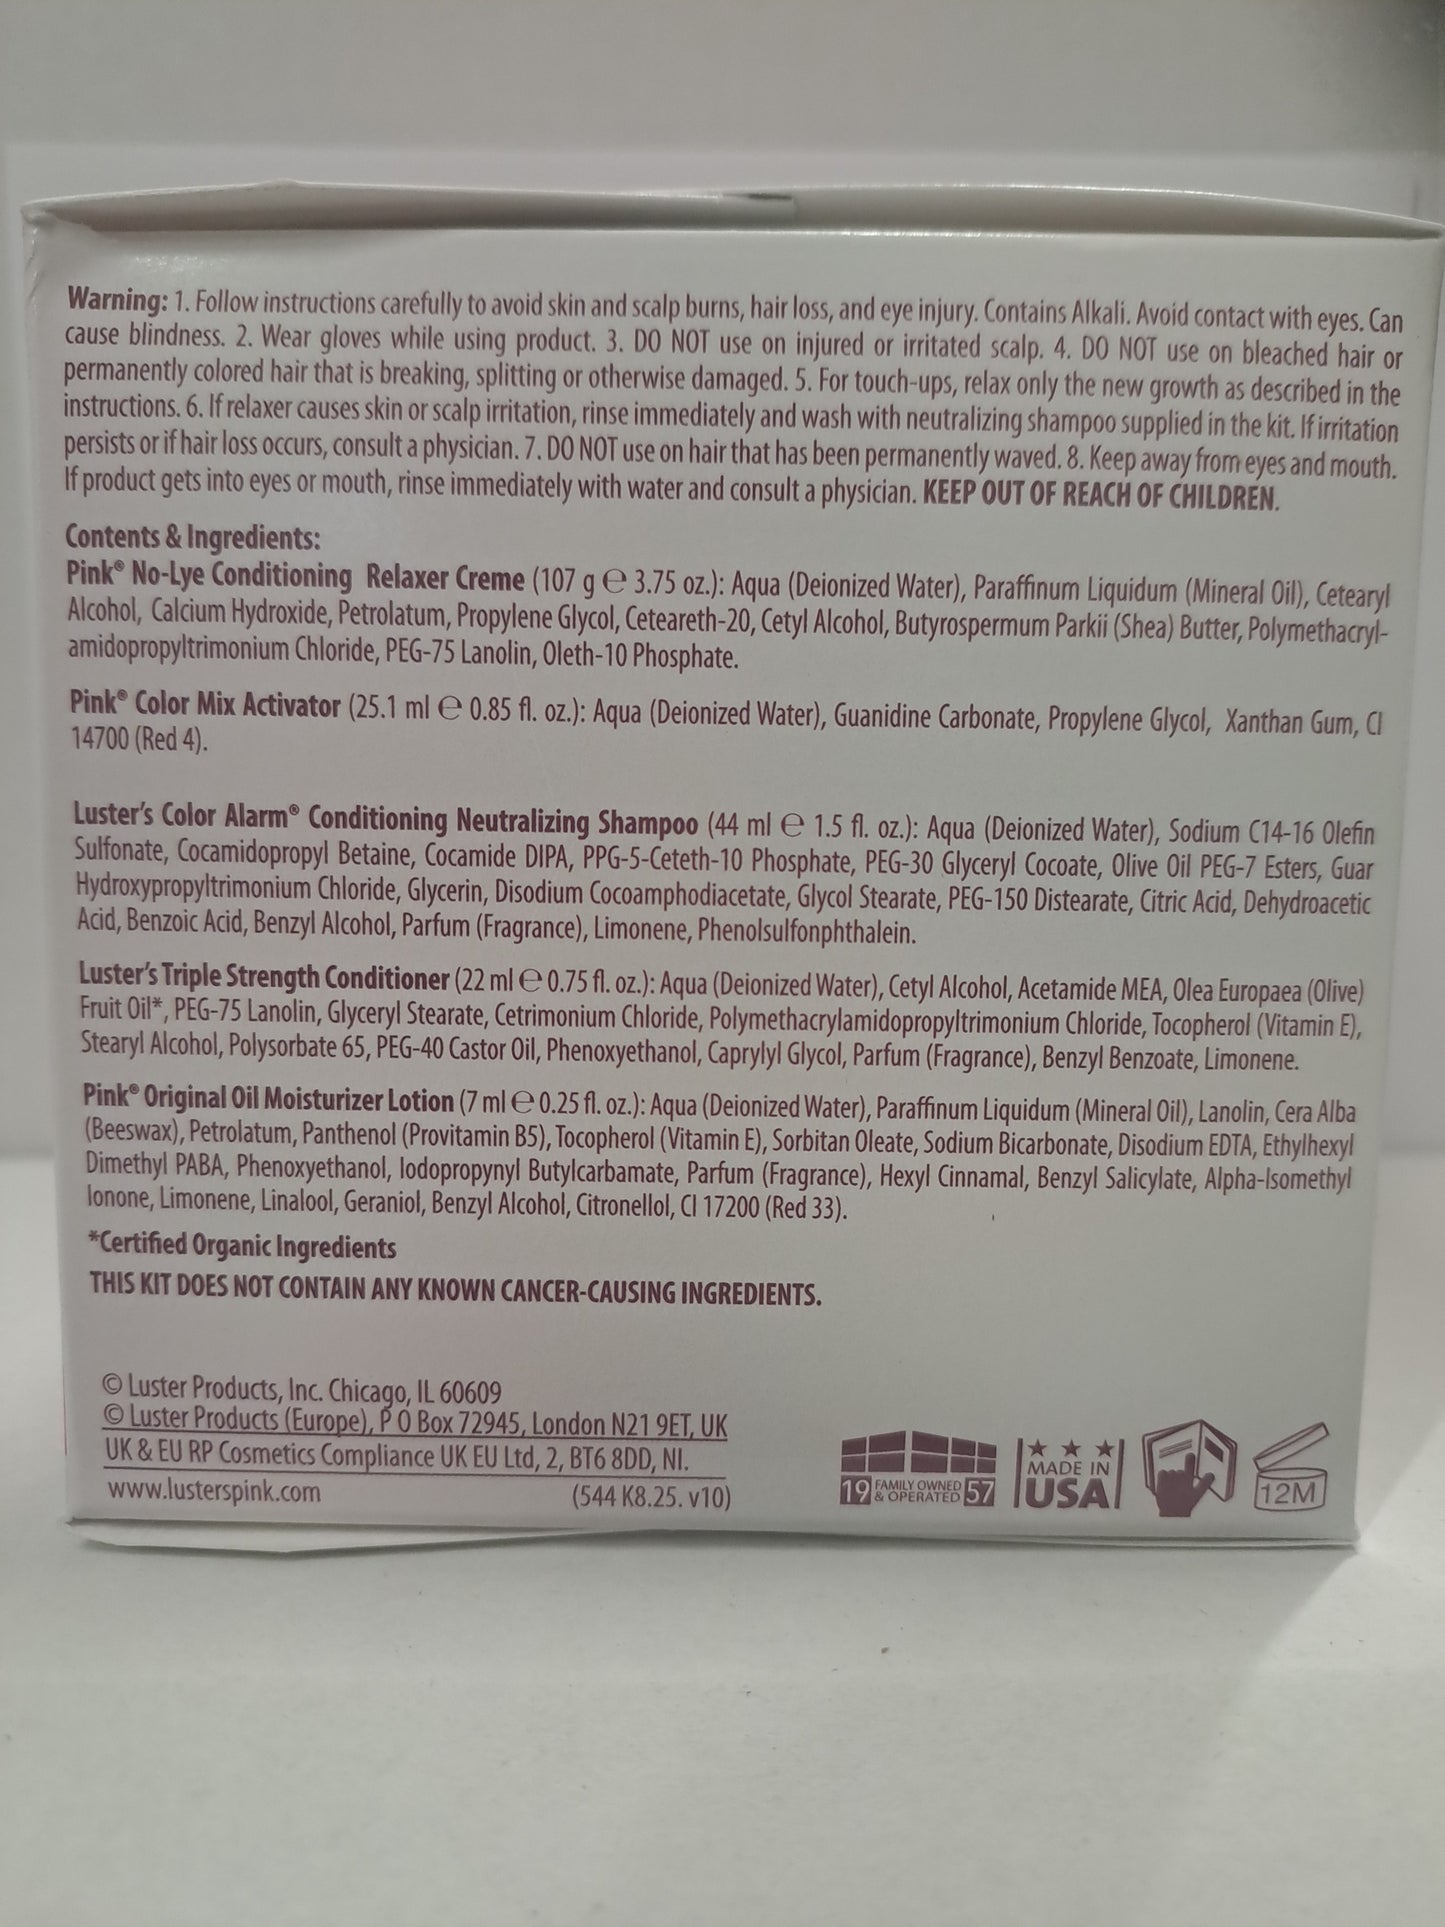 Warning: 1. Follow instructions carefully to avoid skin and scalp burns, hair loss, and eye injury. Contains Alkali. Avoid contact with eyes. Can
cause blindness. 2. Wear gloves while using product. 3. DO NOT use on injured or irritated scalp. 4. DO NOT use on bleached hair or
permanently colored hair that is breaking, splitting or otherwise damaged. 5. For touch-ups, relax only the new growth as described in the
instructions. 6. If relaxer causes skin or scalp irritation, rinse immediately and wash with neutralizing shampoo supplied in the kit. If irritation
persists or if hair loss occurs, consult a physician. 7. DO NOT use on hair that has been permanently waved. 8. Keep away from eyes and mouth.
If product gets into eyes or mouth, rinse immediately with water and consult a physician. KEEP OUT OF REACH OF CHILDREN.
Contents & Ingredients:
Pink® No-Lye Conditioning Relaxer Creme (107 g ℮ 3.75 oz.): Aqua (Deionized Water), Paraffinum Liquidum (Mineral Oil), Cetearyl
Alcohol, Calcium Hydroxide, Petrolatum, Propylene Glycol, Ceteareth-20, Cetyl Alcohol, Butyrospermum Parkii (Shea) Butter, Polymethacryl-
amidopropyltrimonium Chloride, PEG-75 Lanolin, Oleth-10 Phosphate.
Pink® Color Mix Activator (25.1 ml ℮ 0.85 fl. oz.): Aqua (Deionized Water), Guanidine Carbonate, Propylene Glycol, Xanthan Gum, CI
14700 (Red 4).
Luster's Color Alarm® Conditioning Neutralizing Shampoo (44 ml ℮ 1.5 fl. oz.): Aqua (Deionized Water), Sodium C14-16 Olefin
Sulfonate, Cocamidopropyl Betaine, Cocamide DIPA, PPG-5-Ceteth-10 Phosphate, PEG-30 Glyceryl Cocoate, Olive Oil PEG-7 Esters, Guar
Hydroxypropyltrimonium Chloride, Glycerin, Disodium Cocoamphodiacetate, Glycol Stearate, PEG-150 Distearate, Citric Acid, Dehydroacetic
Acid, Benzoic Acid, Benzyl Alcohol, Parfum (Fragrance), Limonene, Phenolsulfonphthalein.
Luster's Triple Strength Conditioner (22 ml ℮ 0.75 fl. oz.): Aqua (Deionized Water), Cetyl Alcohol, Acetamide MEA, Olea Europaea (Olive)
Fruit Oil*, PEG-75 Lanolin, Glyceryl Stearate, Cetrimonium Chloride, Polymethacrylamidopropyltrimonium Chloride, Tocopherol (Vitamin E),
Stearyl Alcohol, Polysorbate 65, PEG-40 Castor Oil, Phenoxyethanol, Caprylyl Glycol, Parfum (Fragrance), Benzyl Benzoate, Limonene.
Pink® Original Oil Moisturizer Lotion (7 ml ℮ 0.25 fl. oz.): Aqua (Deionized Water), Paraffinum Liquidum (Mineral Oil), Lanolin, Cera Alba
(Beeswax), Petrolatum, Panthenol (Provitamin B5), Tocopherol (Vitamin E), Sorbitan Oleate, Sodium Bicarbonate, Disodium EDTA, Ethylhexyl
Dimethyl PABA, Phenoxyethanol, Iodopropynyl Butylcarbamate, Parfum (Fragrance), Hexyl Cinnamal, Benzyl Salicylate, Alpha-Isomethyl
Ionone, Limonene, Linalool, Geraniol, Benzyl Alcohol, Citronellol, CI 17200 (Red 33).
*Certified Organic Ingredients
THIS KIT DOES NOT CONTAIN ANY KNOWN CANCER-CAUSING INGREDIENTS.
© Luster Products, Inc. Chicago, IL 60609
© Luster Products (Europe), P O Box 72945, London N21 9ET, UK
UK & EU RP Cosmetics Compliance UK EU Ltd, 2, BT6 8DD, NI.
www.lusterspink.com (544 K8.25. v10)
19 FAMILY OWNED & OPERATED 57
MADE IN
USA
12M